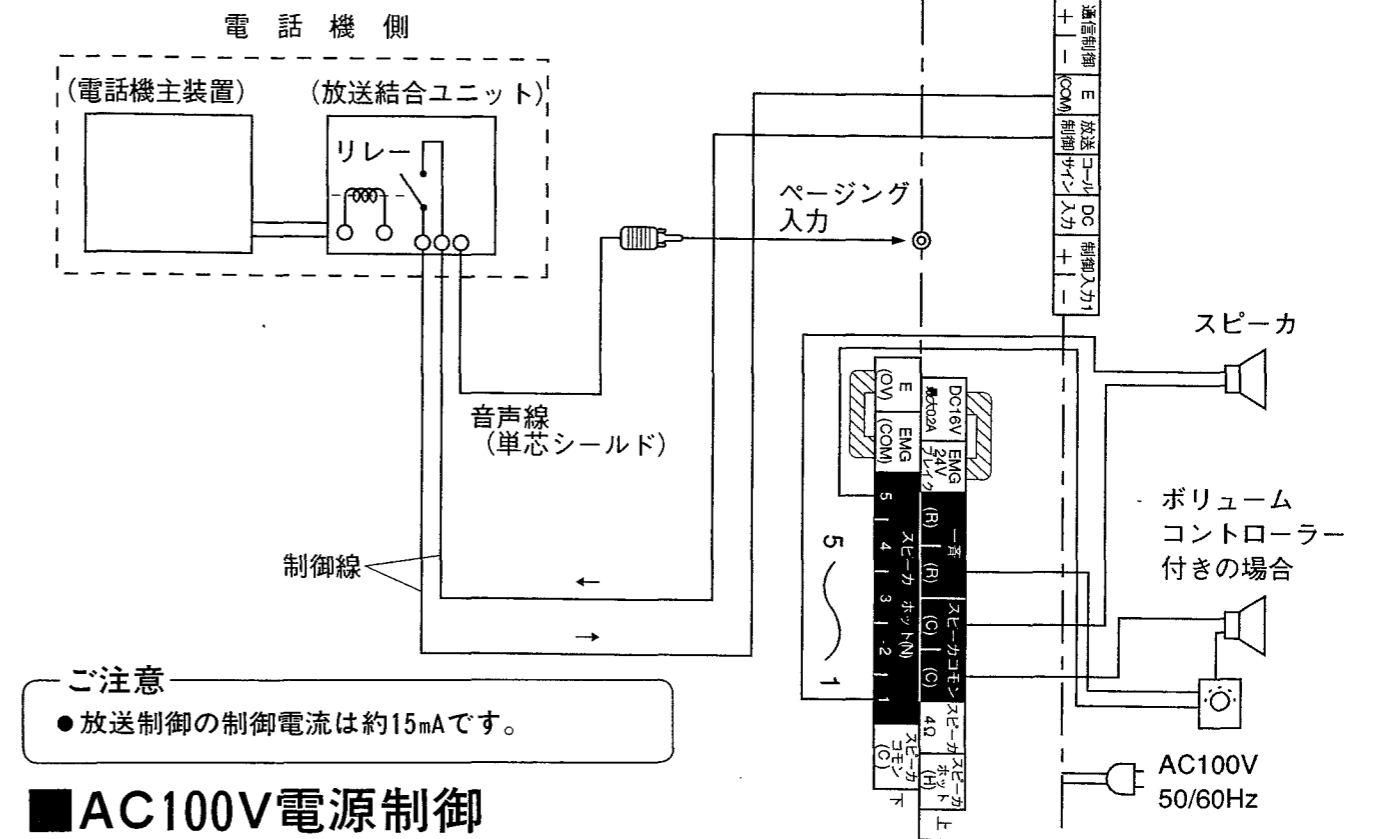 電話機側
(電話機主装置)
(放送結合ユニット)
リレー
ページング
入力
音声線
(単芯シールド)
制御線
←
→
ご注意
●放送制御の制御電流は約15mAです。
■AC100V電源制御
通信制御
+ | −
E
(COM)
放送
制御
コール
サイン
DC
入力
制御入力1
+ | −
スピーカ
E
(0V)
EMG
(COM)
DC16V
最大0.2A
EMG
24V
ブレイク
5 | 4 | 3 | 2 | 1
スピーカ ホット(N)
一斉
(R) | (R)
スピーカコモン
(C) | (C)
スピーカ
4Ω
スピーカ
コモン
(C)
スピーカ
ホット
(H)
下
上
5
1
ボリューム
コントローラー
付きの場合
AC100V
50/60Hz